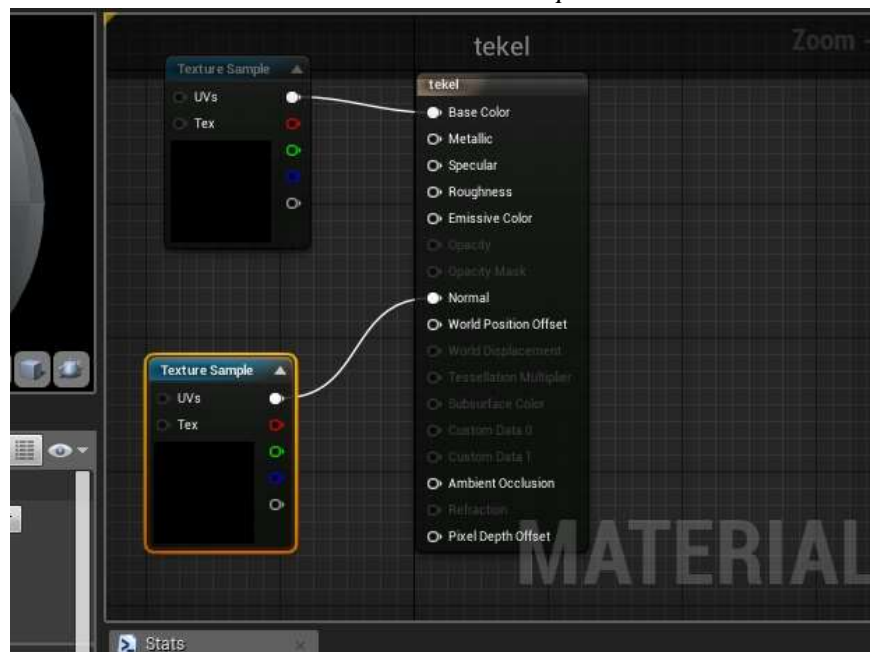 tekel
Zoom -
Texture Sample
UVs
Tex
tekel
Base Color
Metallic
Specular
Roughness
Emissive Color
Opacity
Opacity Mask
Normal
World Position Offset
World Displacement
Tessellation Multiplier
Subsurface Color
Custom Data 0
Custom Data 1
Ambient Occlusion
Refraction
Pixel Depth Offset
Texture Sample
UVs
Tex
MATERIAL
Stats